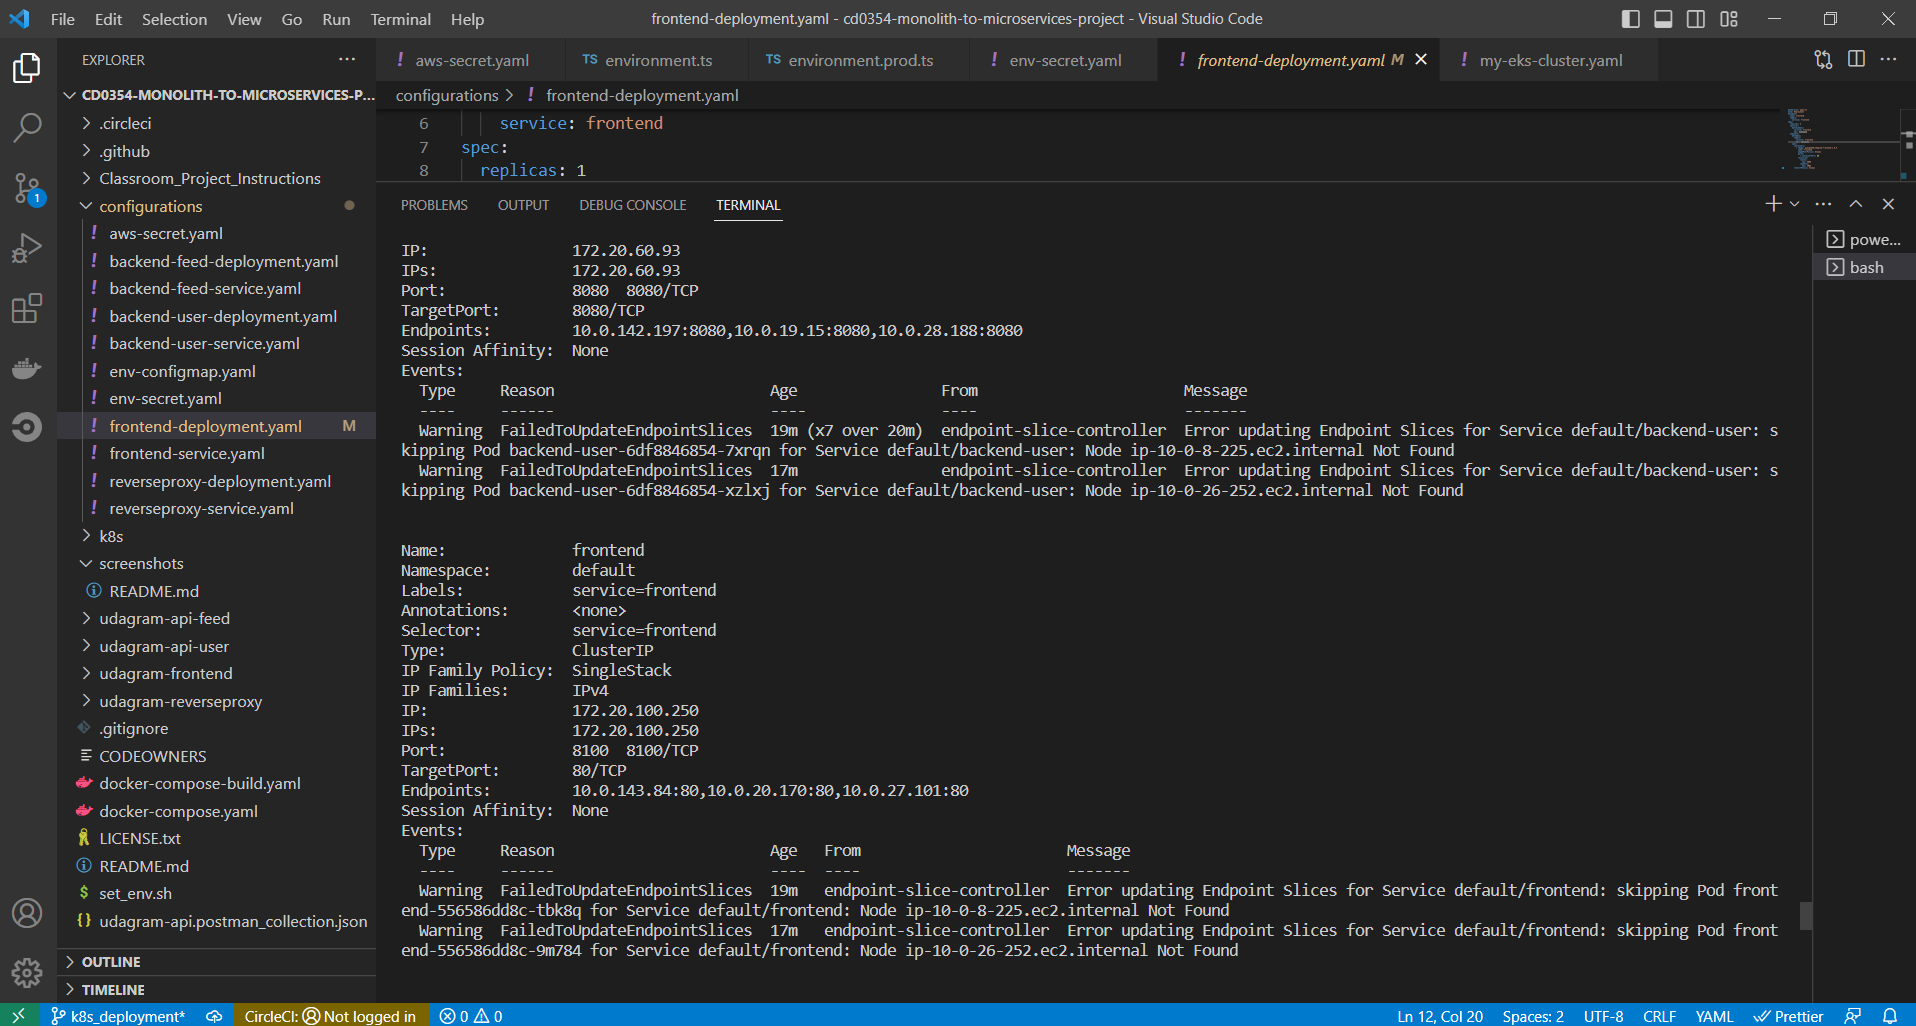 File Edit Selection View Go Run Terminal Help
frontend-deployment.yaml - cd0354-monolith-to-microservices-project - Visual Studio Code
EXPLORER
CD0354-MONOLITH-TO-MICROSERVICES-P...
.circleci
.github
Classroom_Project_Instructions
configurations
! aws-secret.yaml
! backend-feed-deployment.yaml
! backend-feed-service.yaml
! backend-user-deployment.yaml
! backend-user-service.yaml
! env-configmap.yaml
! env-secret.yaml
! frontend-deployment.yaml M
! frontend-service.yaml
! reverseproxy-deployment.yaml
! reverseproxy-service.yaml
k8s
screenshots
README.md
udagram-api-feed
udagram-api-user
udagram-frontend
udagram-reverseproxy
.gitignore
CODEOWNERS
docker-compose-build.yaml
docker-compose.yaml
LICENSE.txt
README.md
$ set_env.sh
{} udagram-api.postman_collection.json
OUTLINE
TIMELINE
1
! aws-secret.yaml TS environment.ts TS environment.prod.ts ! env-secret.yaml ! frontend-deployment.yaml M ! my-eks-cluster.yaml
configurations > ! frontend-deployment.yaml
6 service: frontend
7 spec:
8 replicas: 1
PROBLEMS OUTPUT DEBUG CONSOLE TERMINAL
powe...
bash
IP: 172.20.60.93
IPs: 172.20.60.93
Port: 8080 8080/TCP
TargetPort: 8080/TCP
Endpoints: 10.0.142.197:8080,10.0.19.15:8080,10.0.28.188:8080
Session Affinity: None
Events:
Type Reason Age From Message
---- ------ ---- ---- -------
Warning FailedToUpdateEndpointSlices 19m (x7 over 20m) endpoint-slice-controller Error updating Endpoint Slices for Service default/backend-user: s
kipping Pod backend-user-6df8846854-7xrqn for Service default/backend-user: Node ip-10-0-8-225.ec2.internal Not Found
Warning FailedToUpdateEndpointSlices 17m endpoint-slice-controller Error updating Endpoint Slices for Service default/backend-user: s
kipping Pod backend-user-6df8846854-xzlxj for Service default/backend-user: Node ip-10-0-26-252.ec2.internal Not Found
Name: frontend
Namespace: default
Labels: service=frontend
Annotations: <none>
Selector: service=frontend
Type: ClusterIP
IP Family Policy: SingleStack
IP Families: IPv4
IP: 172.20.100.250
IPs: 172.20.100.250
Port: 8100 8100/TCP
TargetPort: 80/TCP
Endpoints: 10.0.143.84:80,10.0.20.170:80,10.0.27.101:80
Session Affinity: None
Events:
Type Reason Age From Message
---- ------ ---- ---- -------
Warning FailedToUpdateEndpointSlices 19m endpoint-slice-controller Error updating Endpoint Slices for Service default/frontend: skipping Pod front
end-556586dd8c-tbk8q for Service default/frontend: Node ip-10-0-8-225.ec2.internal Not Found
Warning FailedToUpdateEndpointSlices 17m endpoint-slice-controller Error updating Endpoint Slices for Service default/frontend: skipping Pod front
end-556586dd8c-9m784 for Service default/frontend: Node ip-10-0-26-252.ec2.internal Not Found
k8s_deployment* CircleCI: Not logged in 0 0 Ln 12, Col 20 Spaces: 2 UTF-8 CRLF YAML Prettier